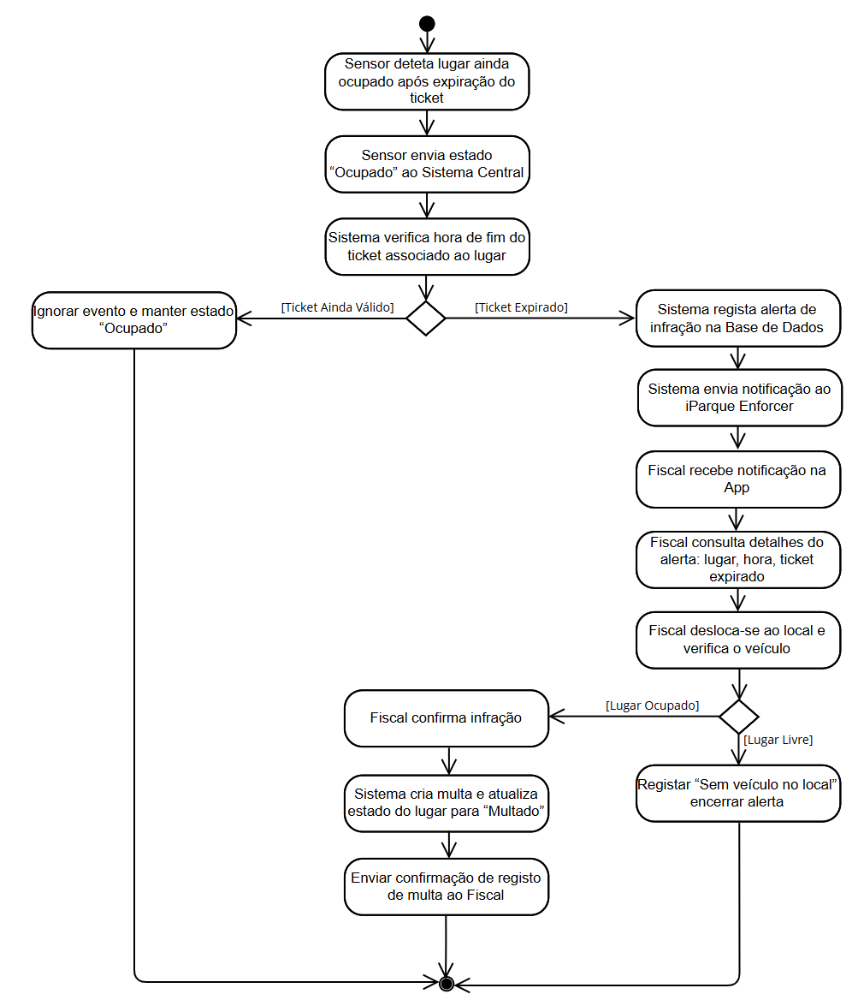 Sensor deteta lugar ainda
ocupado após expiração do
ticket
Sensor envia estado
“Ocupado” ao Sistema Central
Sistema verifica hora de fim do
ticket associado ao lugar
[Ticket Ainda Válido]
[Ticket Expirado]
Ignorar evento e manter estado
“Ocupado”
Sistema regista alerta de
infração na Base de Dados
Sistema envia notificação ao
iParque Enforcer
Fiscal recebe notificação na
App
Fiscal consulta detalhes do
alerta: lugar, hora, ticket
expirado
Fiscal desloca-se ao local e
verifica o veículo
[Lugar Ocupado]
[Lugar Livre]
Fiscal confirma infração
Sistema cria multa e atualiza
estado do lugar para “Multado”
Enviar confirmação de registo
de multa ao Fiscal
Registar “Sem veículo no local”
encerrar alerta